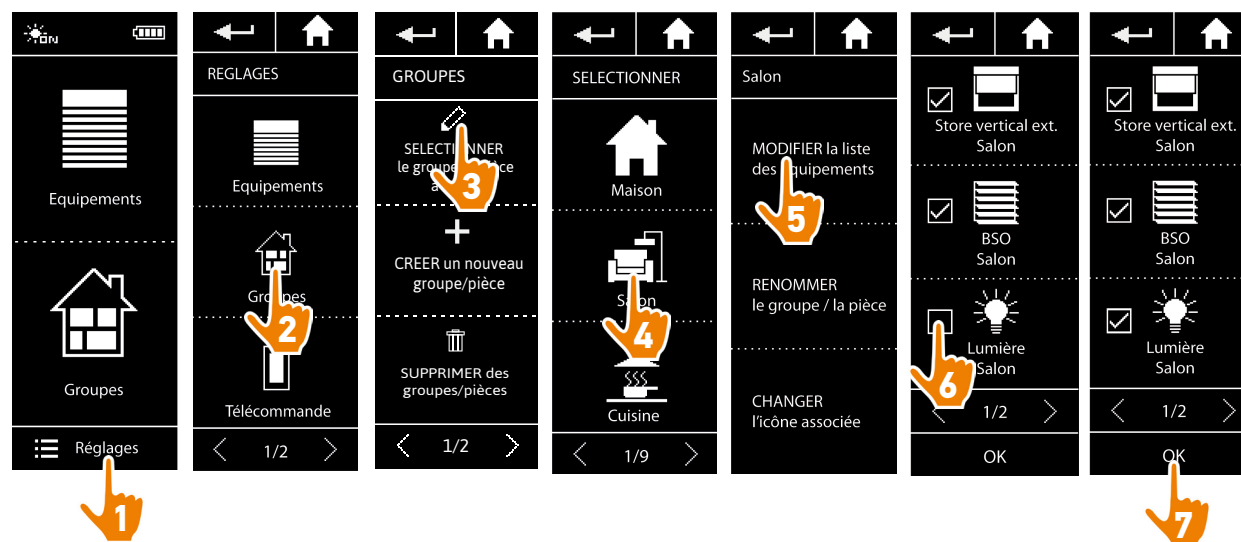 ON
Equipements
Groupes
Réglages
1
REGLAGES
Equipements
Groupes
2
Télécommande
1/2
GROUPES
SELECTIONNER
le groupe
3
CREER un nouveau
groupe/pièce
SUPPRIMER des
groupes/pièces
1/2
SELECTIONNER
Maison
Salon
4
Cuisine
1/9
Salon
MODIFIER la liste
des équipements
5
RENOMMER
le groupe / la pièce
CHANGER
l'icône associée
Store vertical ext.
Salon
BSO
Salon
Lumière
Salon
6
1/2
OK
Store vertical ext.
Salon
BSO
Salon
Lumière
Salon
1/2
OK
7